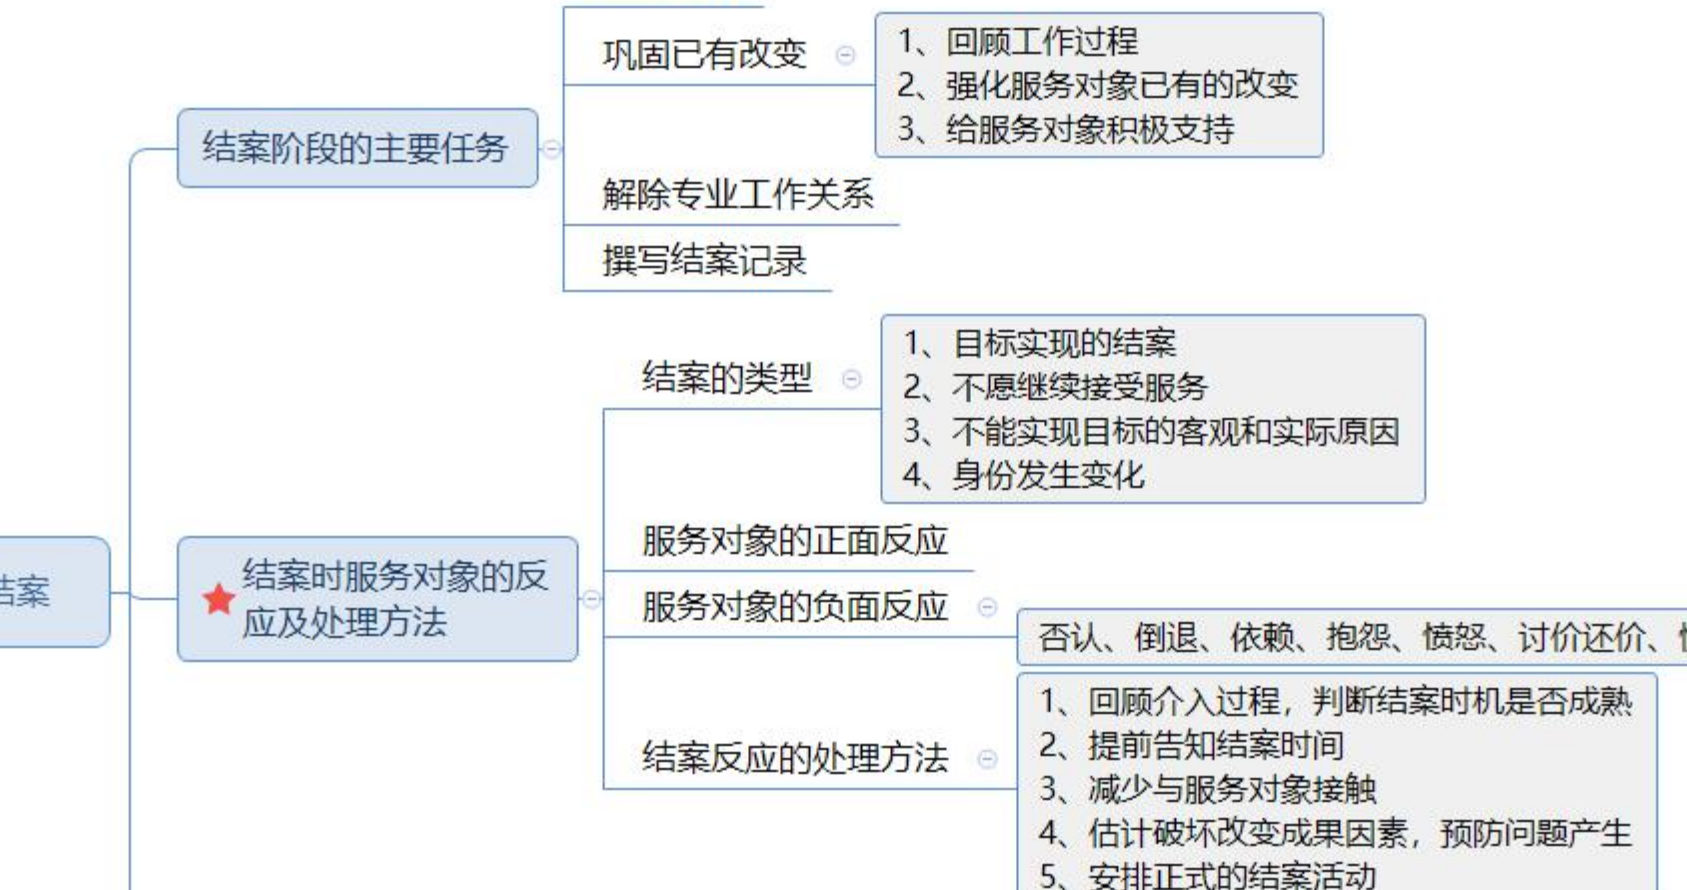 巩固已有改变
1、回顾工作过程
2、强化服务对象已有的改变
3、给服务对象积极支持
结案阶段的主要任务
解除专业工作关系
撰写结案记录
结案的类型
1、目标实现的结案
2、不愿继续接受服务
3、不能实现目标的客观和实际原因
4、身份发生变化
结案
结案时服务对象的反
应及处理方法
服务对象的正面反应
服务对象的负面反应
否认、倒退、依赖、抱怨、愤怒、讨价还价、
结案反应的处理方法
1、回顾介入过程，判断结案时机是否成熟
2、提前告知结案时间
3、减少与服务对象接触
4、估计破坏改变成果因素，预防问题产生
5、安排正式的结案活动